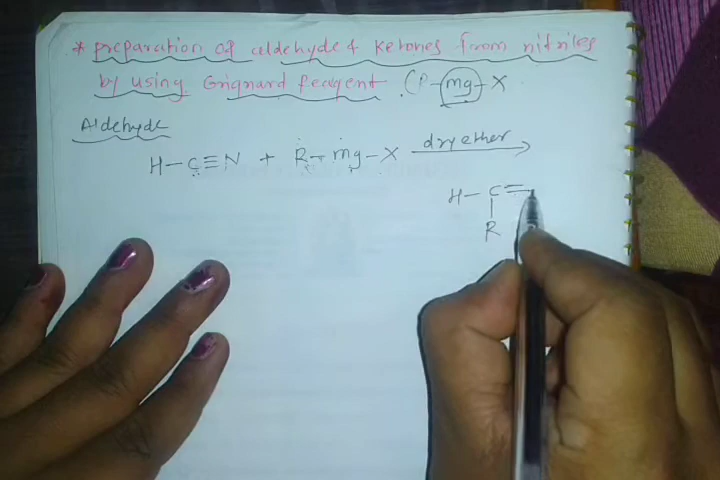 * preparation of aldehyde & Ketones from nitriles
by using Grignard reagent (R-mg-X
Aldehyde
H-C≡N + R-mg-X dry ether
H-C=
R